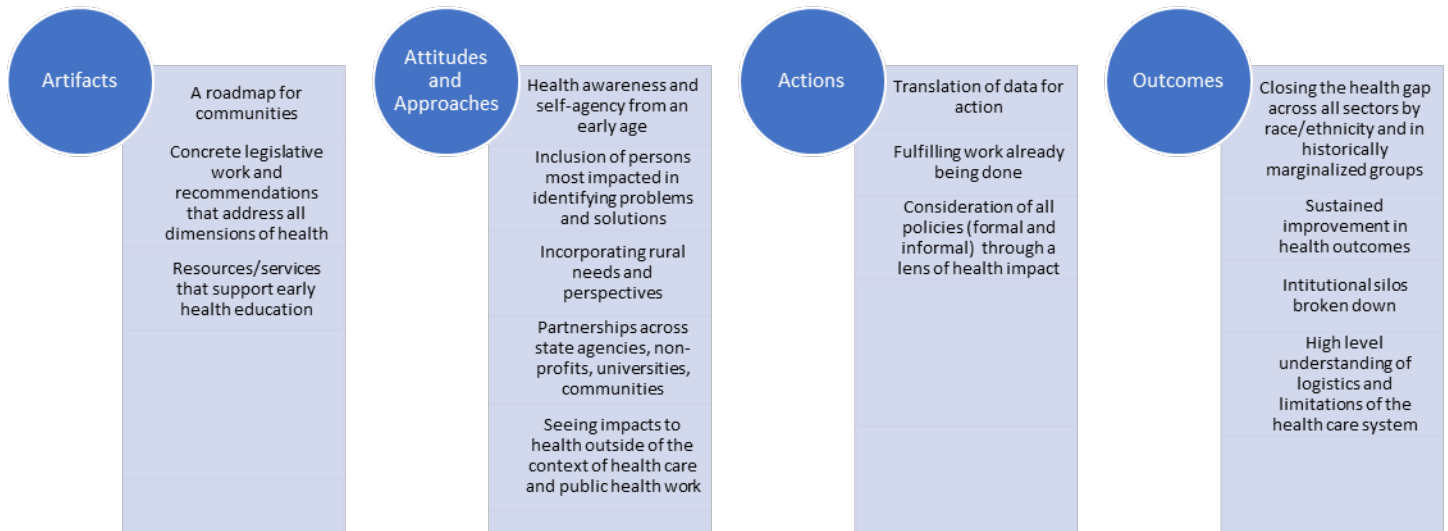 Artifacts
A roadmap for
communities
Concrete legislative
work and
recommendations
that address all
dimensions of health
Resources/services
that support early
health education
Attitudes
and
Approaches
Health awareness and
self-agency from an
early age
Inclusion of persons
most impacted in
identifying problems
and solutions
Incorporating rural
needs and
perspectives
Partnerships across
state agencies, non-
profits, universities,
communities
Seeing impacts to
health outside of the
context of health care
and public health work
Actions
Translation of data for
action
Fulfilling work already
being done
Consideration of all
policies (formal and
informal) through a
lens of health impact
Outcomes
Closing the health gap
across all sectors by
race/ethnicity and in
historically
marginalized groups
Sustained
improvement in
health outcomes
Intitutional silos
broken down
High level
understanding of
logistics and
limitations of the
health care system